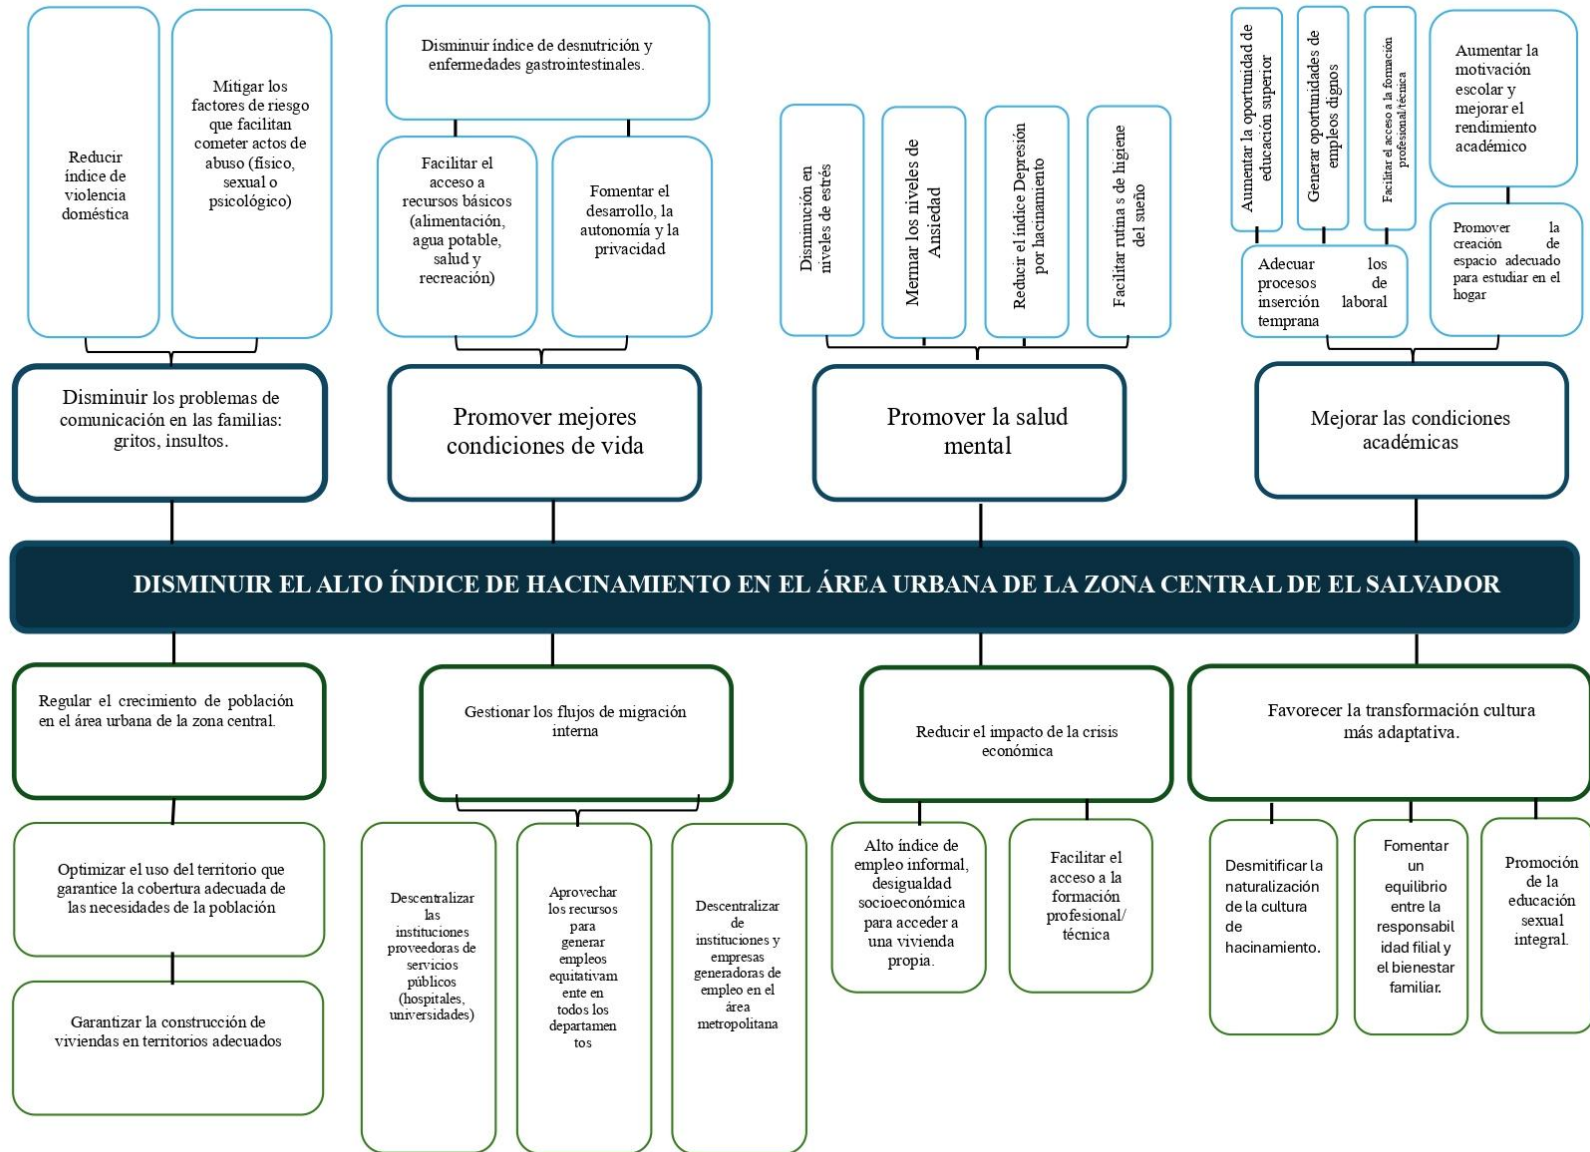 Reducir
índice de
violencia
doméstica
Mitigar los
factores de riesgo
que facilitan
cometer actos de
abuso (físico,
sexual o
psicológico)
Disminuir índice de desnutrición y
enfermedades gastrointestinales.
Facilitar el
acceso a
recursos básicos
(alimentación,
agua potable,
salud y
recreación)
Fomentar el
desarrollo, la
autonomía y la
privacidad
Disminución en
niveles de estrés
Mermar los niveles de
Ansiedad
Reducir el índice Depresión
por hacinamiento
Facilitar rutina s de higiene
del sueño
Aumentar la oportunidad de
educación superior
Generar oportunidades de
empleos dignos
Facilitar el acceso a la formación
profesional/técnica
Aumentar la
motivación
escolar y
mejorar el
rendimiento
académico
Adecuar los
procesos de
inserción laboral
temprana
Promover la
creación de
espacio adecuado
para estudiar en el
hogar
Disminuir los problemas de
comunicación en las familias:
gritos, insultos.
Promover mejores
condiciones de vida
Promover la salud
mental
Mejorar las condiciones
académicas
DISMINUIR EL ALTO ÍNDICE DE HACINAMIENTO EN EL ÁREA URBANA DE LA ZONA CENTRAL DE EL SALVADOR
Regular el crecimiento de población
en el área urbana de la zona central.
Gestionar los flujos de migración
interna
Reducir el impacto de la crisis
económica
Favorecer la transformación cultura
más adaptativa.
Optimizar el uso del territorio que
garantice la cobertura adecuada de
las necesidades de la población
Garantizar la construcción de
viviendas en territorios adecuados
Descentralizar
las
instituciones
proveedoras de
servicios
públicos
(hospitales,
universidades)
Aprovechar
los recursos
para
generar
empleos
equitativam
ente en
todos los
departamen
tos
Descentralizar
de
instituciones y
empresas
generadoras de
empleo en el
área
metropolitana
Alto índice de
empleo informal,
desigualdad
socioeconómica
para acceder a
una vivienda
propia.
Facilitar el
acceso a la
formación
profesional/
técnica
Desmitificar la
naturalización
de la cultura
de
hacinamiento.
Fomentar
un
equilibrio
entre la
responsabil
idad filial y
el bienestar
familiar.
Promoción
de la
educación
sexual
integral.